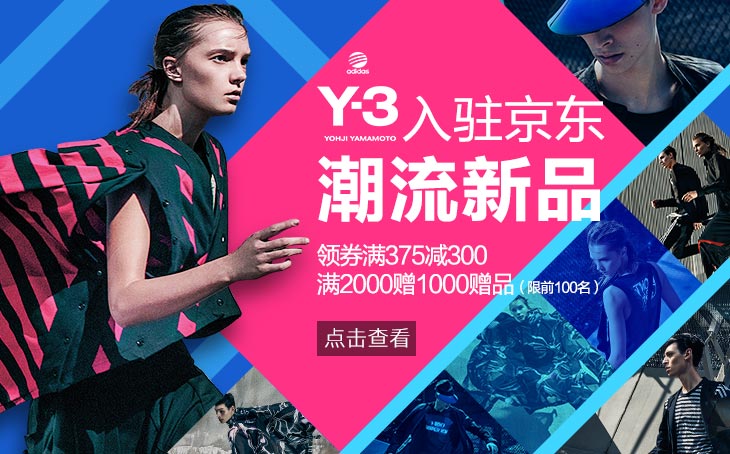 adidas
Y-3 入驻京东
YOHJI YAMAMOTO
潮流新品
领券满375减300
满2000赠1000赠品（限前100名）
点击查看